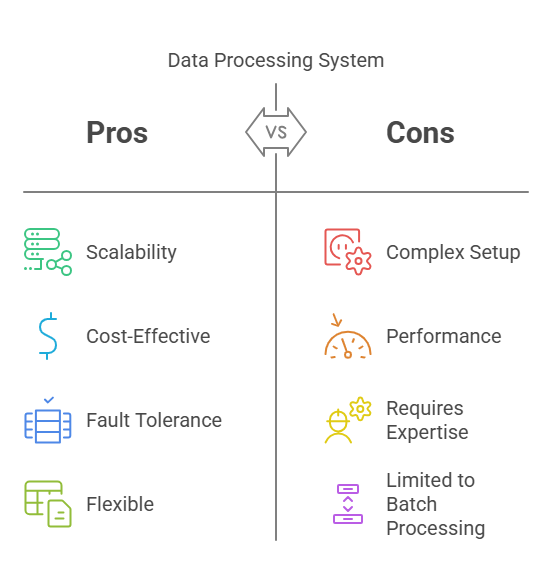 Data Processing System
Pros
VS
Cons
Scalability
Complex Setup
Cost-Effective
Performance
Fault Tolerance
Requires
Expertise
Flexible
Limited to
Batch
Processing